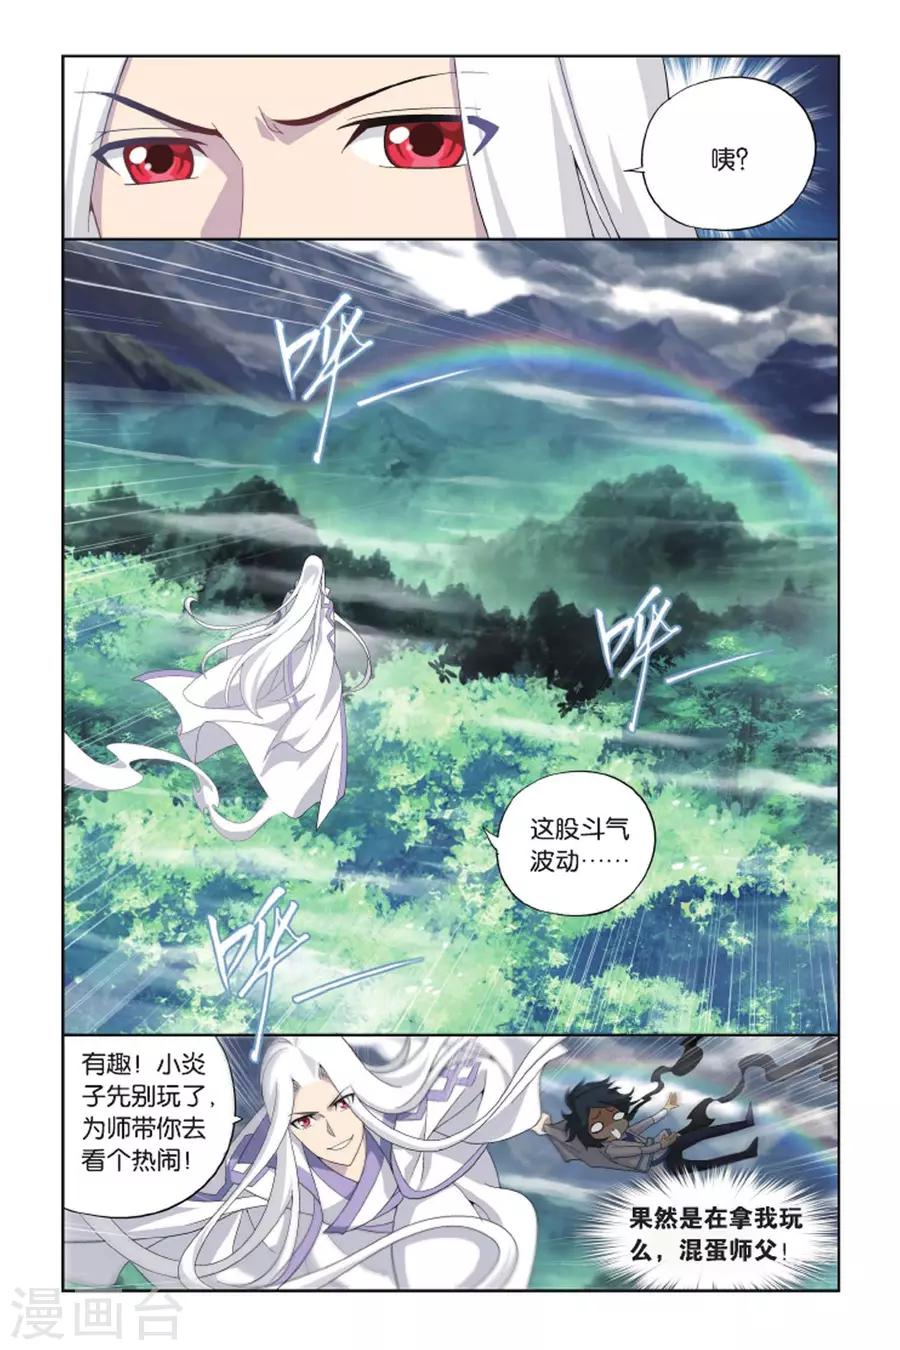 咦？
呼
呼
这股斗气
波动……
呼
有趣！小炎
子先别玩了，
为师带你去
看个热闹！
果然是在拿我玩
么，混蛋师父！
漫画台